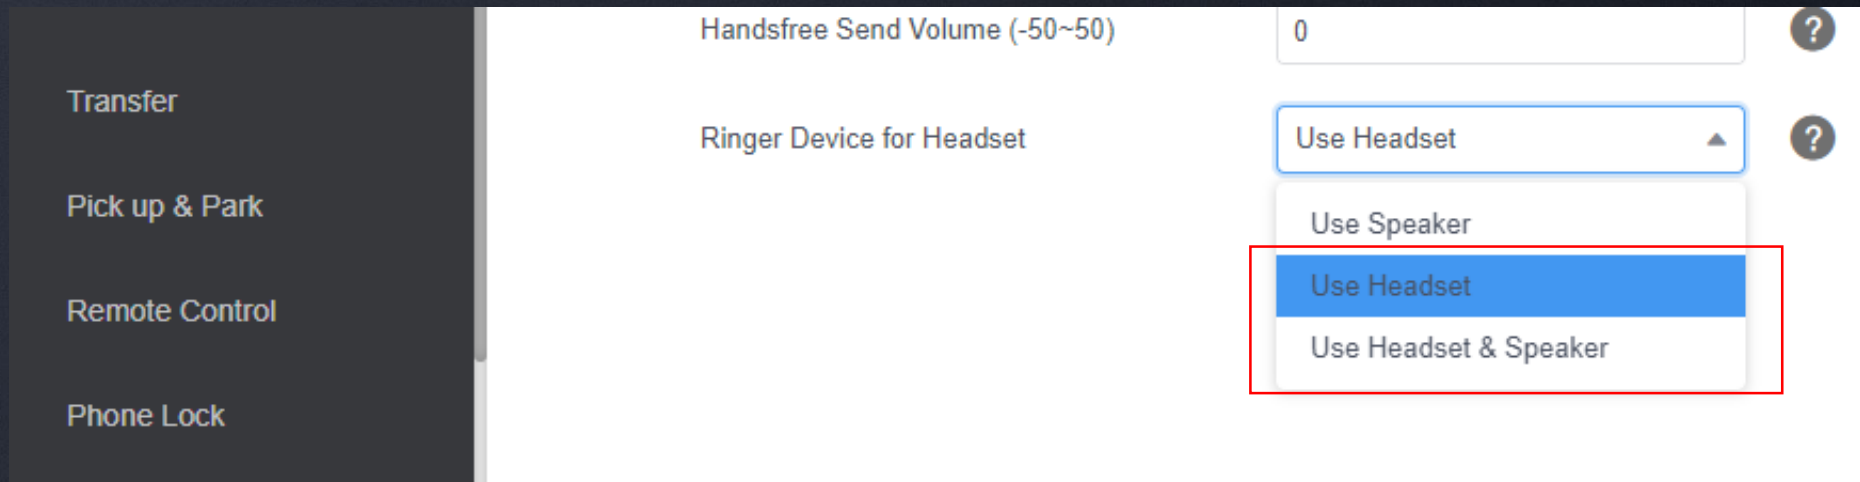 Handsfree Send Volume (-50~50)
0
?
Transfer
Ringer Device for Headset
Use Headset
?
Pick up & Park
Use Speaker
Use Headset
Remote Control
Use Headset & Speaker
Phone Lock